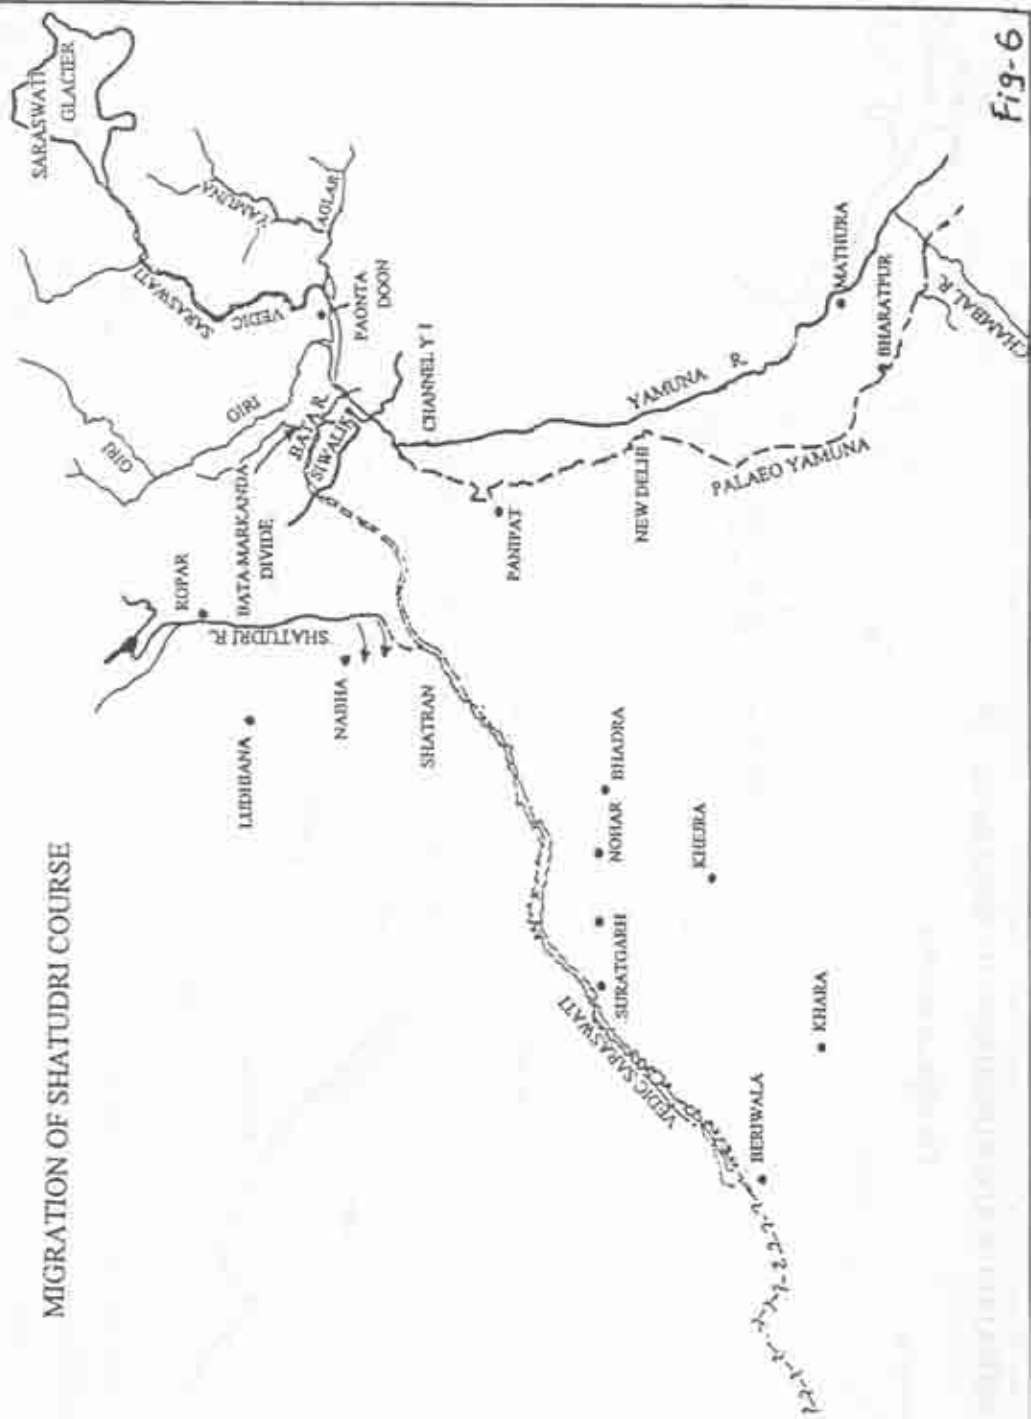 MIGRATION OF SHATUDRI COURSE
SARASWATI
GLACIER
YAMUNA
AGLAR
VEDIC
SARASWATI
PAONTA
DOON
GIRI
GIRI
BATA R.
SIWALIK
BATA-MARKANDA
DIVIDE
CHANNEL Y 1
ROPAR
SHATUDRI R.
LUDHIANA
NABHA
SHATRAN
PANIPAT
NEW DELHI
YAMUNA R.
PALAEO YAMUNA
MATHURA
BHARATPUR
CHAMBAL R.
BHADRA
NOHAR
KHEJRA
SURATGARH
VEDIC SARASWATI
KHARA
BERIWALA
Fig-6